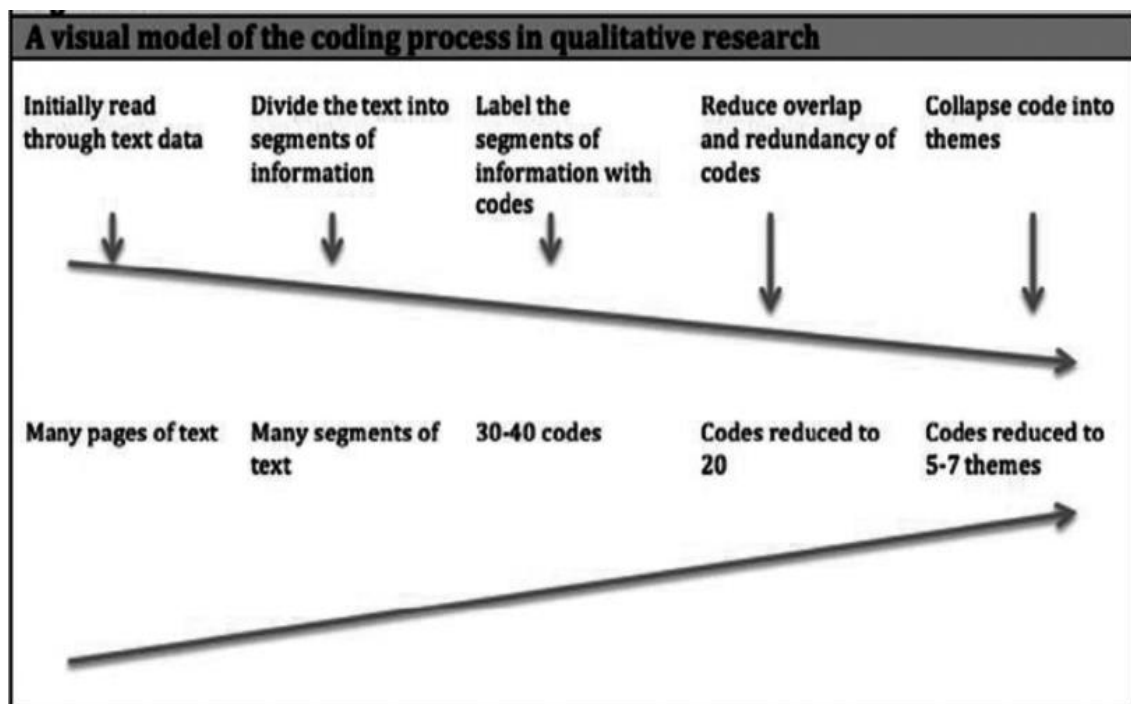 A visual model of the coding process in qualitative research
Initially read
through text data
Divide the text into
segments of
information
Label the
segments of
information with
codes
Reduce overlap
and redundancy of
codes
Collapse code into
themes
Many pages of text
Many segments of
text
30-40 codes
Codes reduced to
20
Codes reduced to
5-7 themes